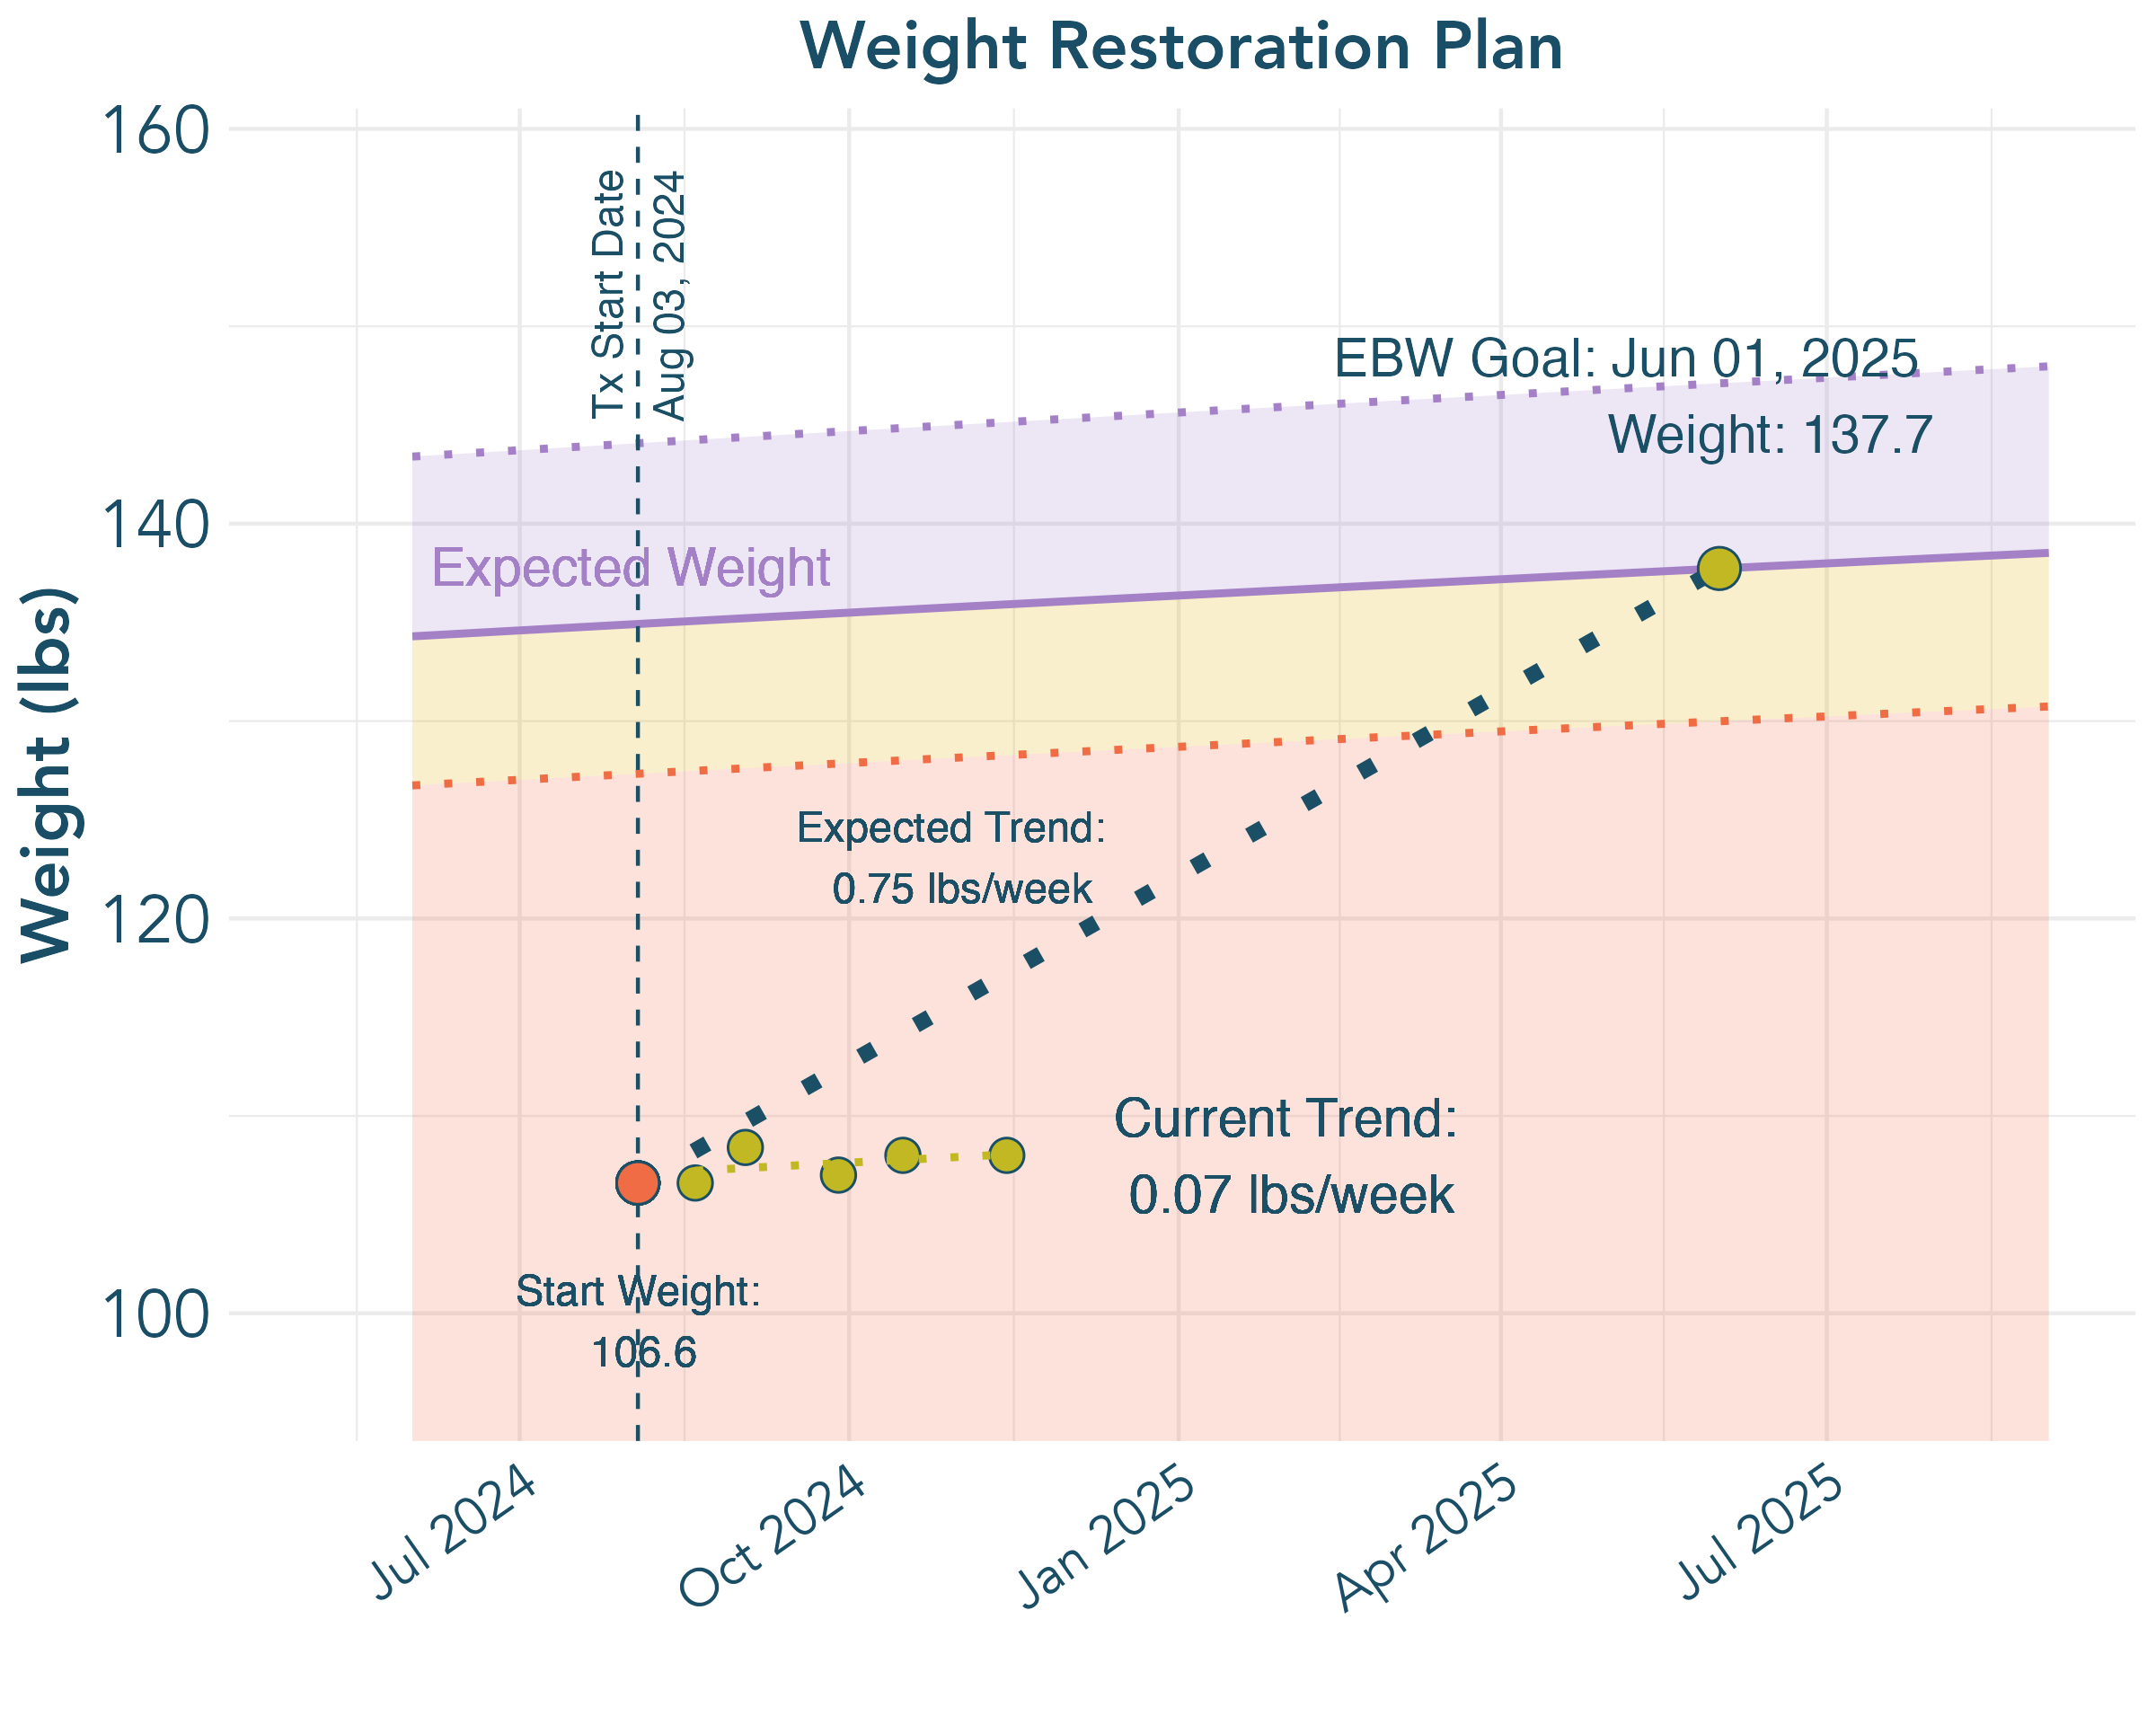 Weight Restoration Plan
160
140
120
100
Weight (lbs)
Tx Start Date
Aug 03, 2024
EBW Goal: Jun 01, 2025
Weight: 137.7
Expected Weight
Expected Trend:
0.75 lbs/week
Current Trend:
0.07 lbs/week
Start Weight:
106.6
Jul 2024
Oct 2024
Jan 2025
Apr 2025
Jul 2025